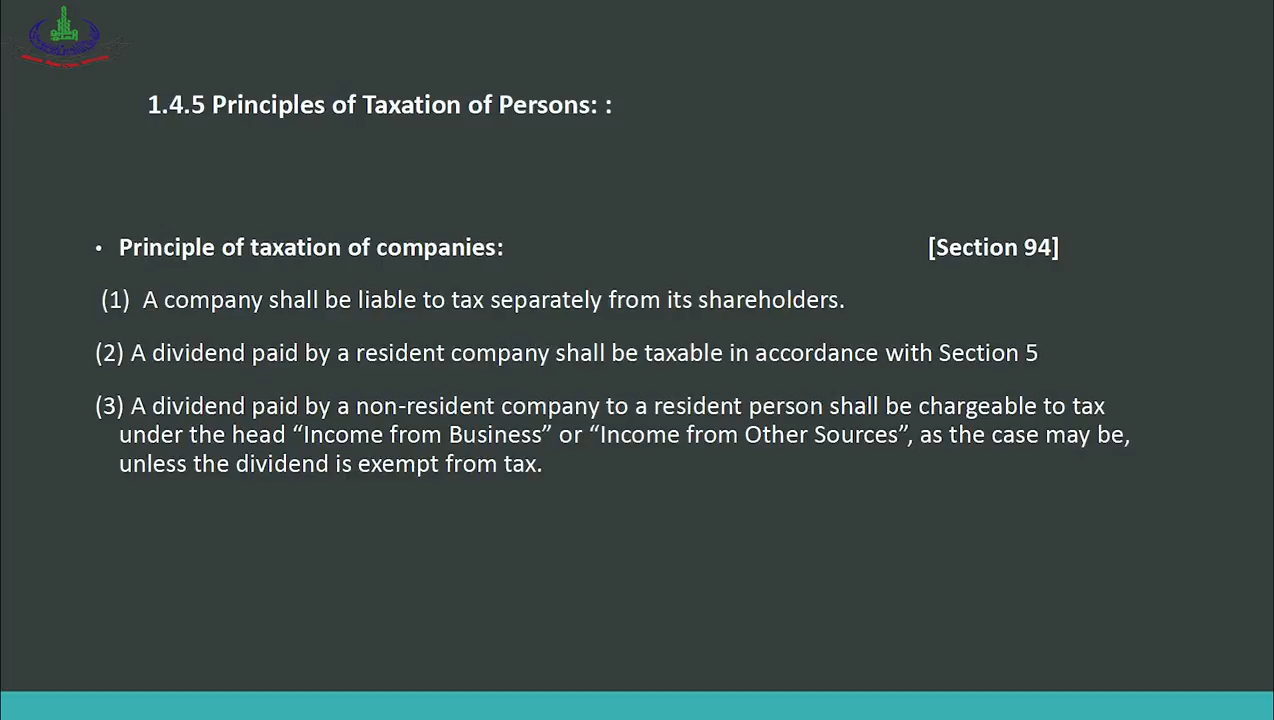 1.4.5 Principles of Taxation of Persons: :
• Principle of taxation of companies: [Section 94]
(1) A company shall be liable to tax separately from its shareholders.
(2) A dividend paid by a resident company shall be taxable in accordance with Section 5
(3) A dividend paid by a non-resident company to a resident person shall be chargeable to tax
under the head “Income from Business” or “Income from Other Sources”, as the case may be,
unless the dividend is exempt from tax.